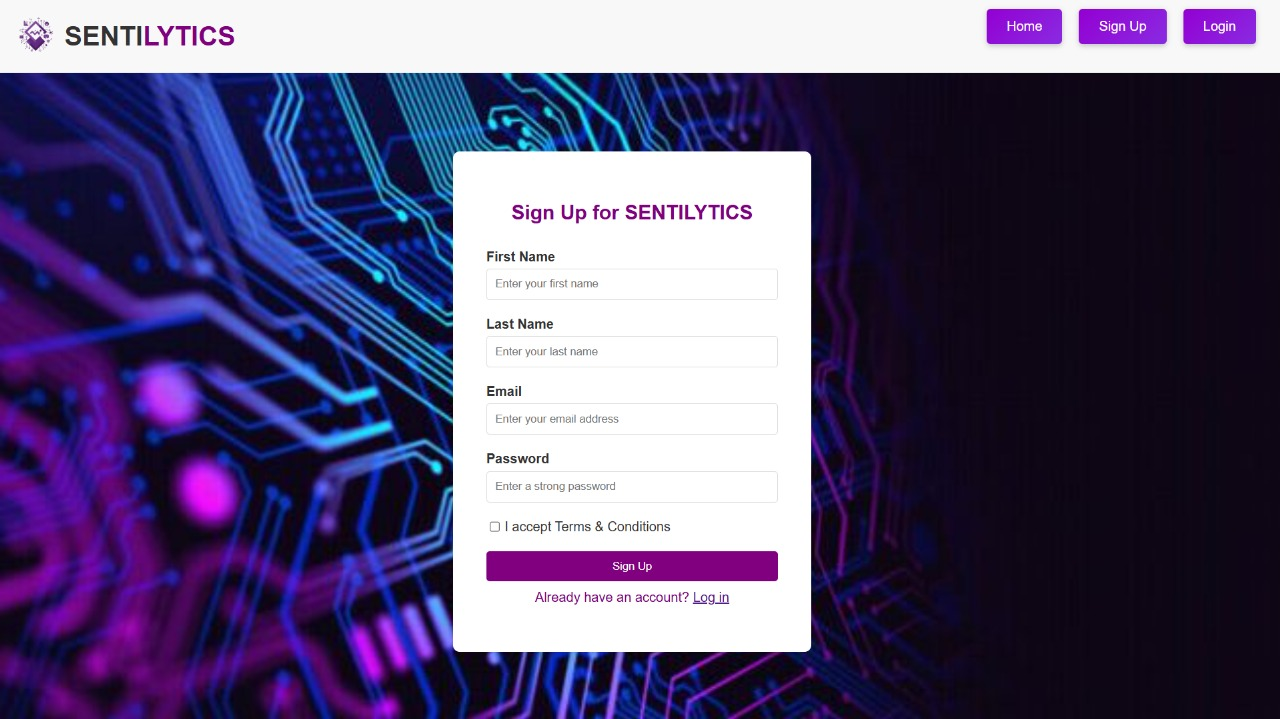 SENTILYTICS
Home
Sign Up
Login
Sign Up for SENTILYTICS
First Name
Enter your first name
Last Name
Enter your last name
Email
Enter your email address
Password
Enter a strong password
I accept Terms & Conditions
Sign Up
Already have an account? Log in